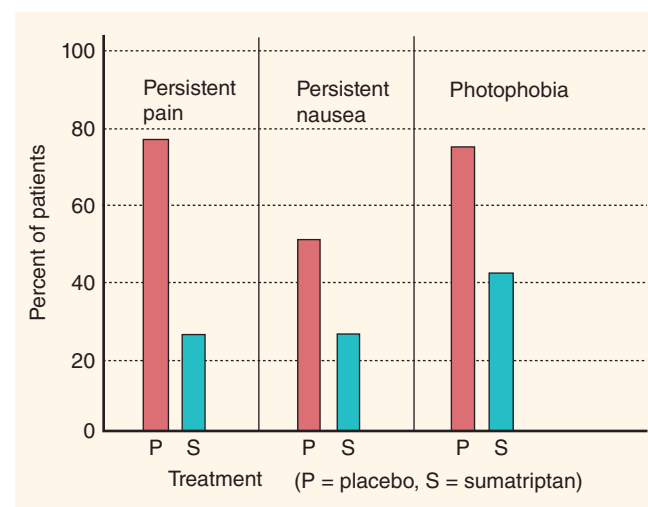 100
80
60
40
20
0
Percent of patients
Persistent
pain
Persistent
nausea
Photophobia
P S P S P S
Treatment (P = placebo, S = sumatriptan)